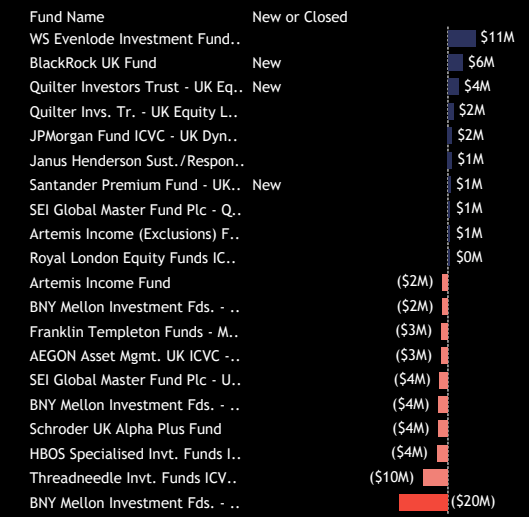 Fund Name New or Closed
WS Evenlode Investment Fund.. $11M
BlackRock UK Fund New $6M
Quilter Investors Trust - UK Eq.. New $4M
Quilter Invs. Tr. - UK Equity L.. $2M
JPMorgan Fund ICVC - UK Dyn.. $2M
Janus Henderson Sust./Respon.. $1M
Santander Premium Fund - UK.. New $1M
SEI Global Master Fund Plc - Q.. $1M
Artemis Income (Exclusions) F.. $1M
Royal London Equity Funds IC.. $0M
Artemis Income Fund ($2M)
BNY Mellon Investment Fds. - .. ($2M)
Franklin Templeton Funds - M.. ($3M)
AEGON Asset Mgmt. UK ICVC -.. ($3M)
SEI Global Master Fund Plc - U.. ($4M)
BNY Mellon Investment Fds. - .. ($4M)
Schroder UK Alpha Plus Fund ($4M)
HBOS Specialised Invt. Funds I.. ($4M)
Threadneedle Invt. Funds ICV.. ($10M)
BNY Mellon Investment Fds. - .. ($20M)